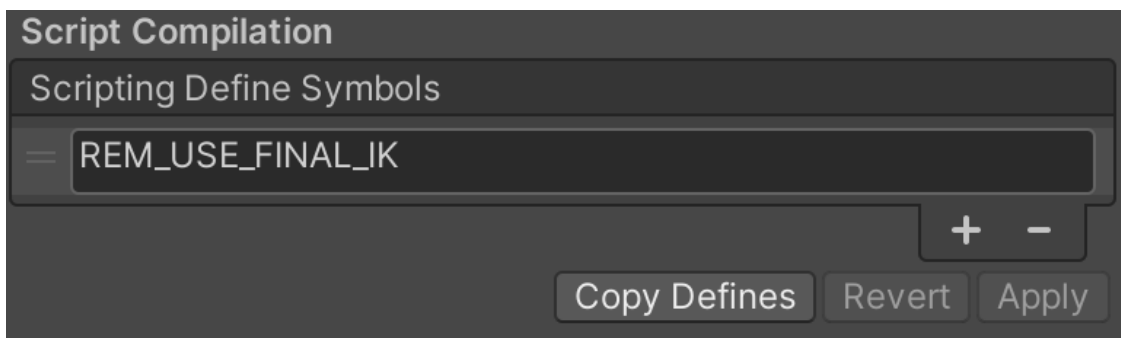 Script Compilation
Scripting Define Symbols
REM_USE_FINAL_IK
+ −
Copy Defines Revert Apply